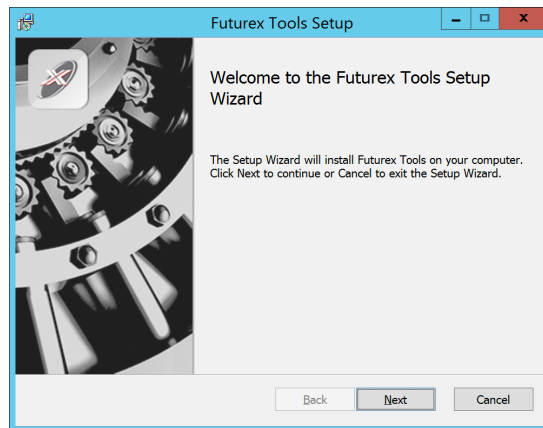 Futurex Tools Setup
Welcome to the Futurex Tools Setup
Wizard
The Setup Wizard will install Futurex Tools on your computer.
Click Next to continue or Cancel to exit the Setup Wizard.
Back
Next
Cancel